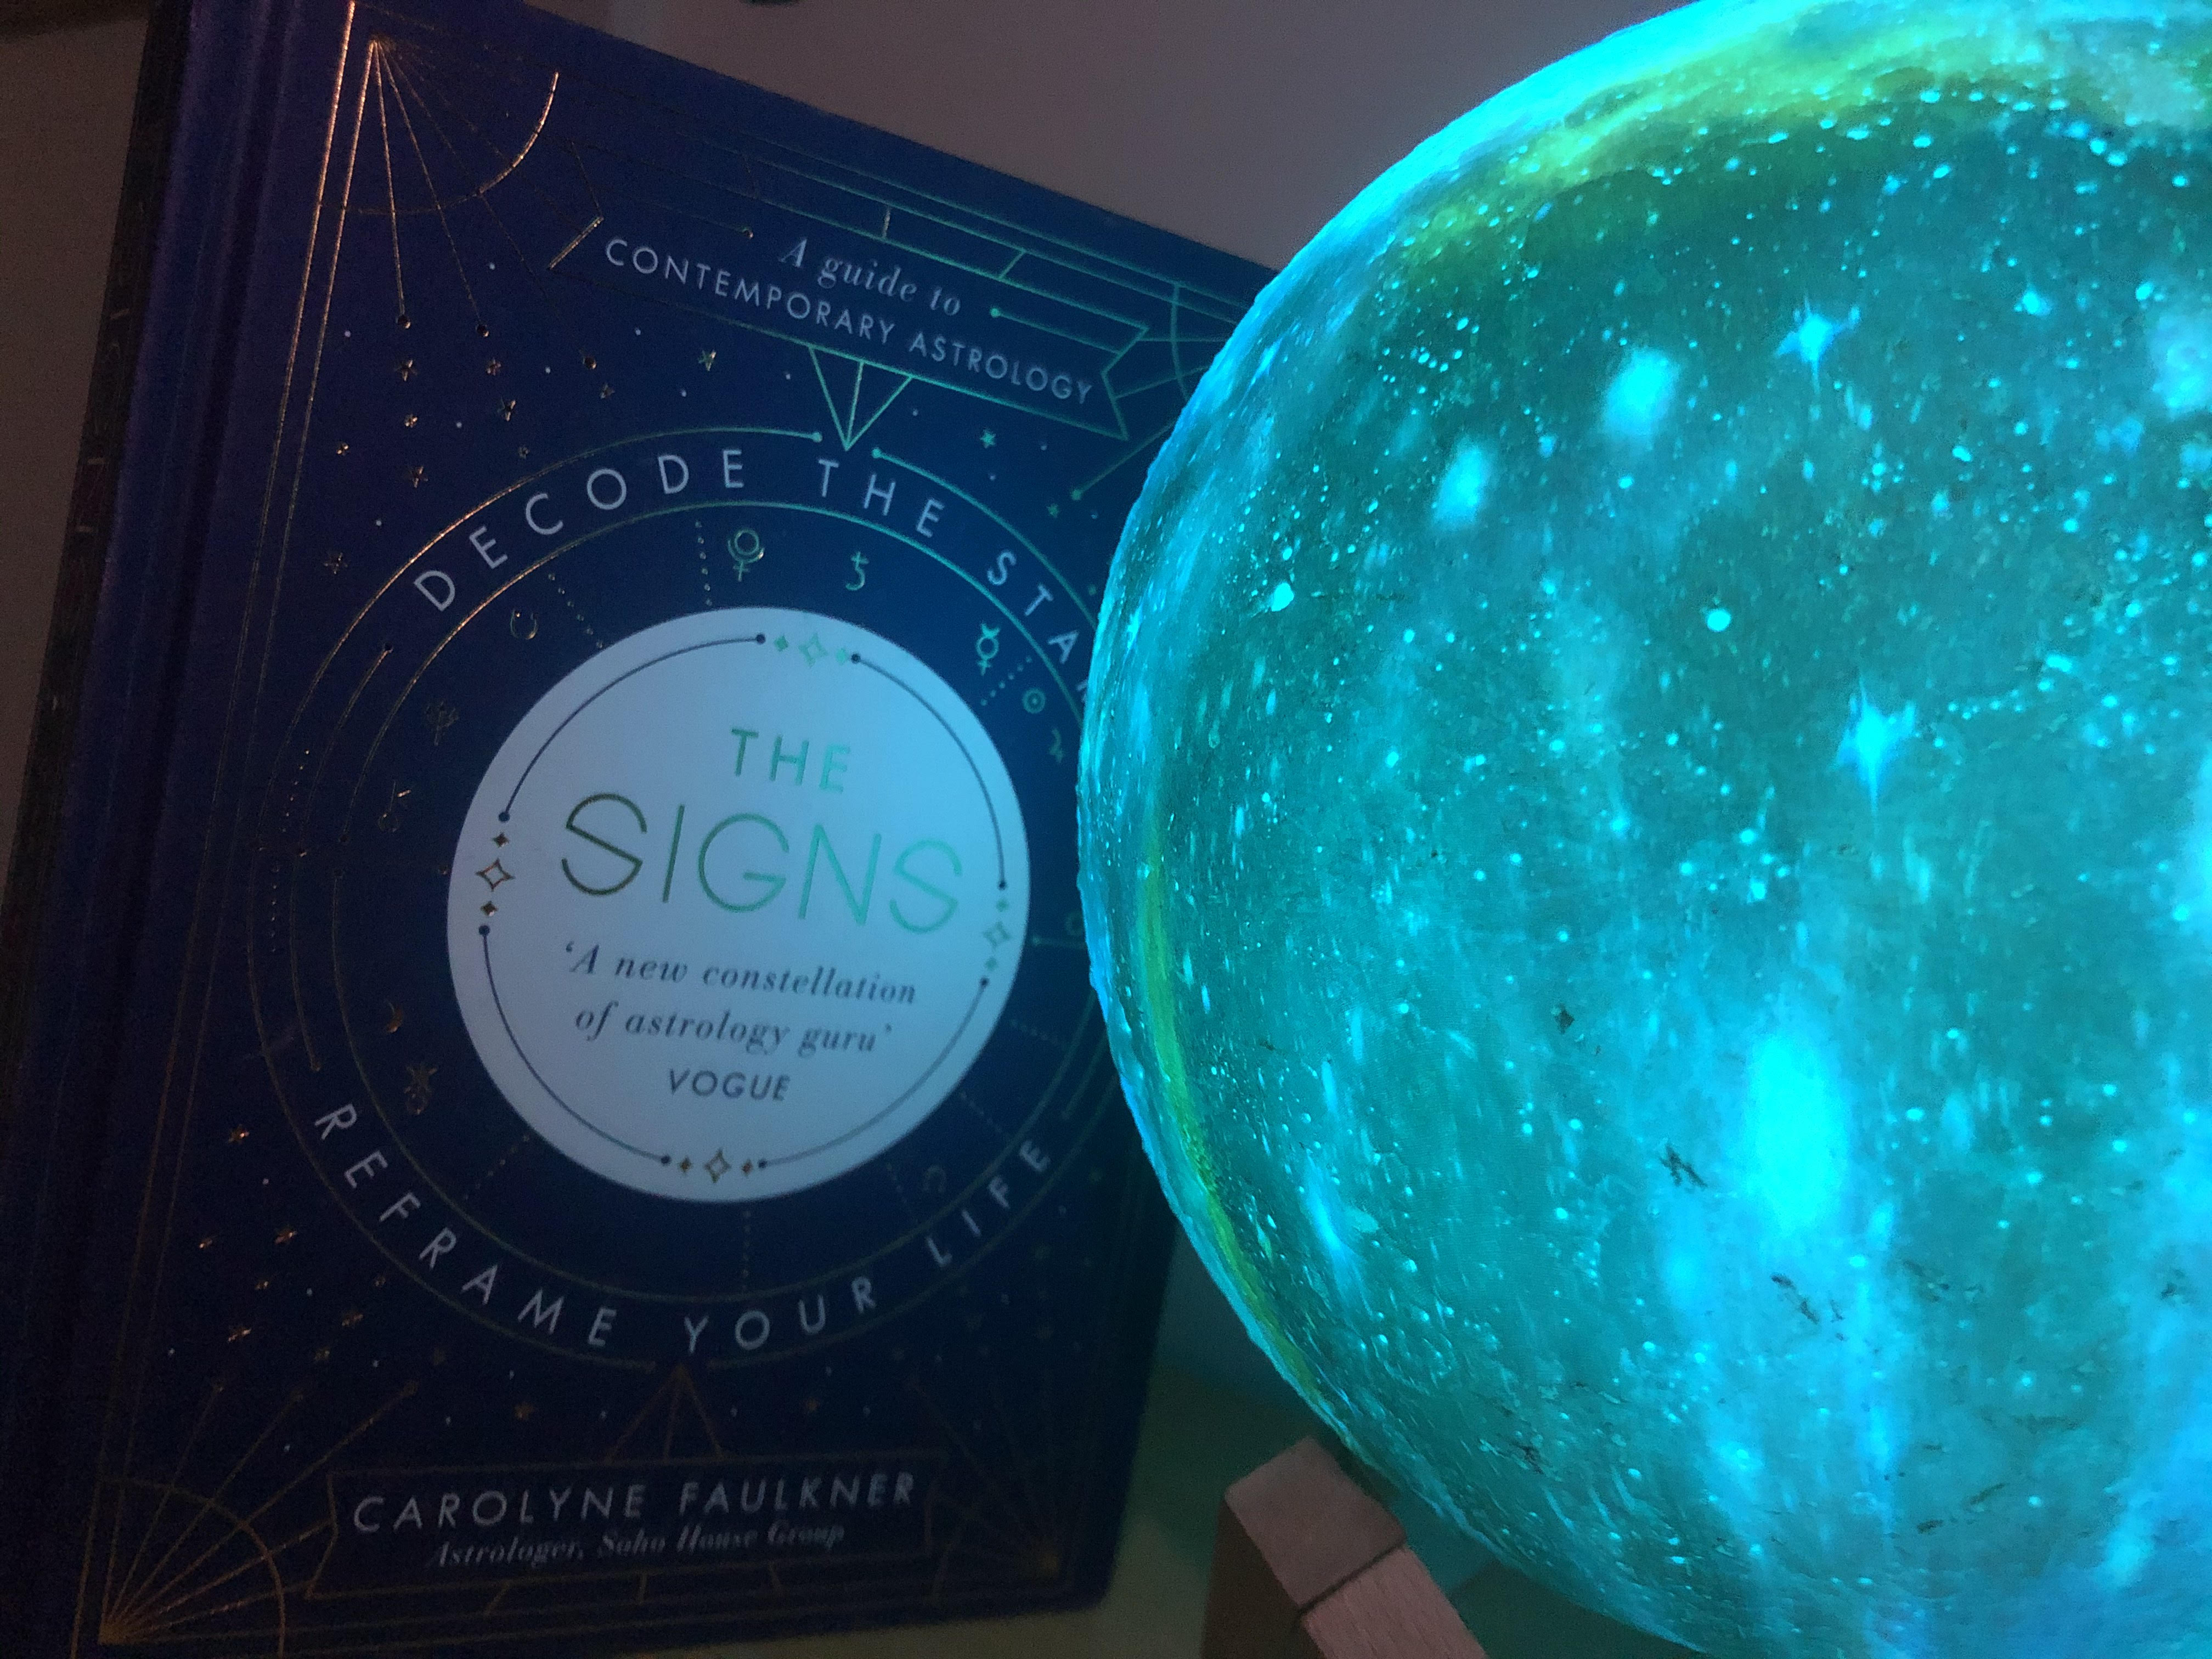 A guide to
CONTEMPORARY ASTROLOGY
DECODE THE STA
THE
SIGNS
‘A new constellation
of astrology guru’
VOGUE
REFRAME YOUR LIFE
CAROLYNE FAULKNER
Astrologer, Soho House Group